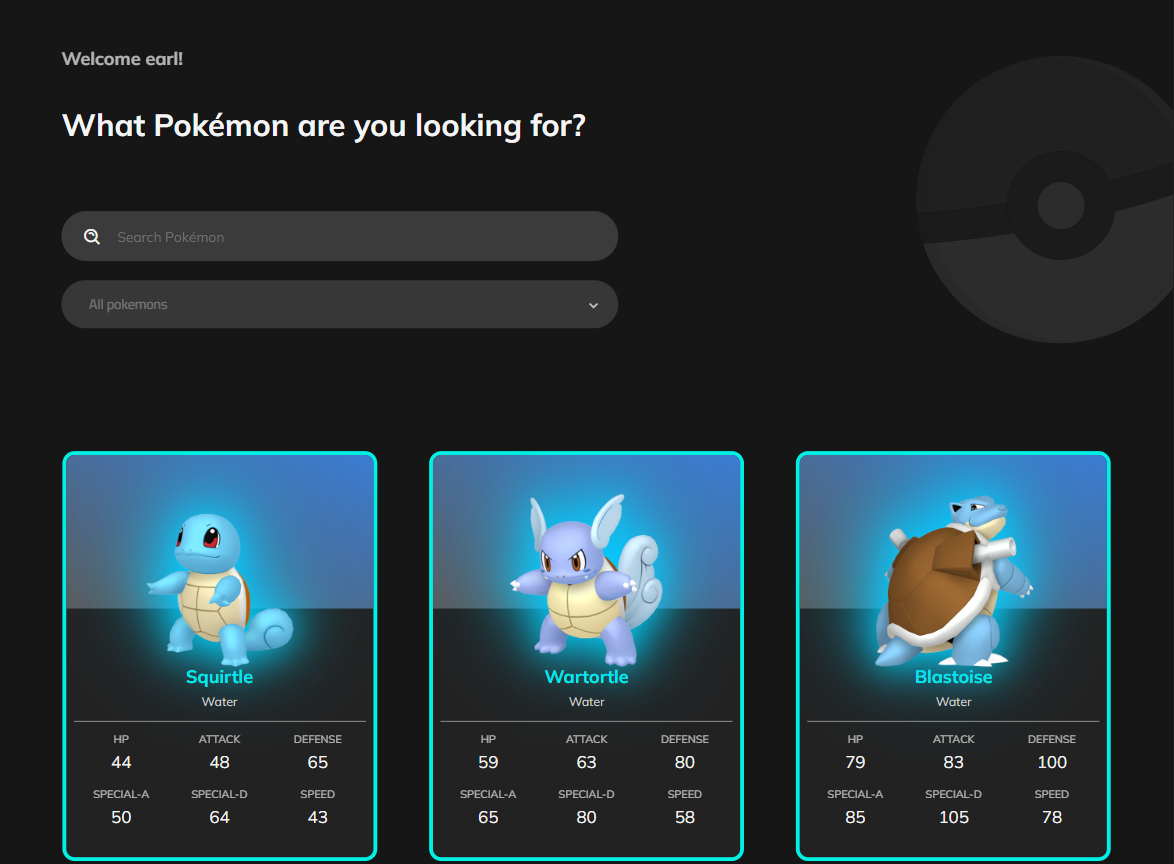 Welcome earl!
What Pokémon are you looking for?
Search Pokémon
All pokemons
Squirtle
Water
HP ATTACK DEFENSE
44 48 65
SPECIAL-A SPECIAL-D SPEED
50 64 43
Wartortle
Water
HP ATTACK DEFENSE
59 63 80
SPECIAL-A SPECIAL-D SPEED
65 80 58
Blastoise
Water
HP ATTACK DEFENSE
79 83 100
SPECIAL-A SPECIAL-D SPEED
85 105 78